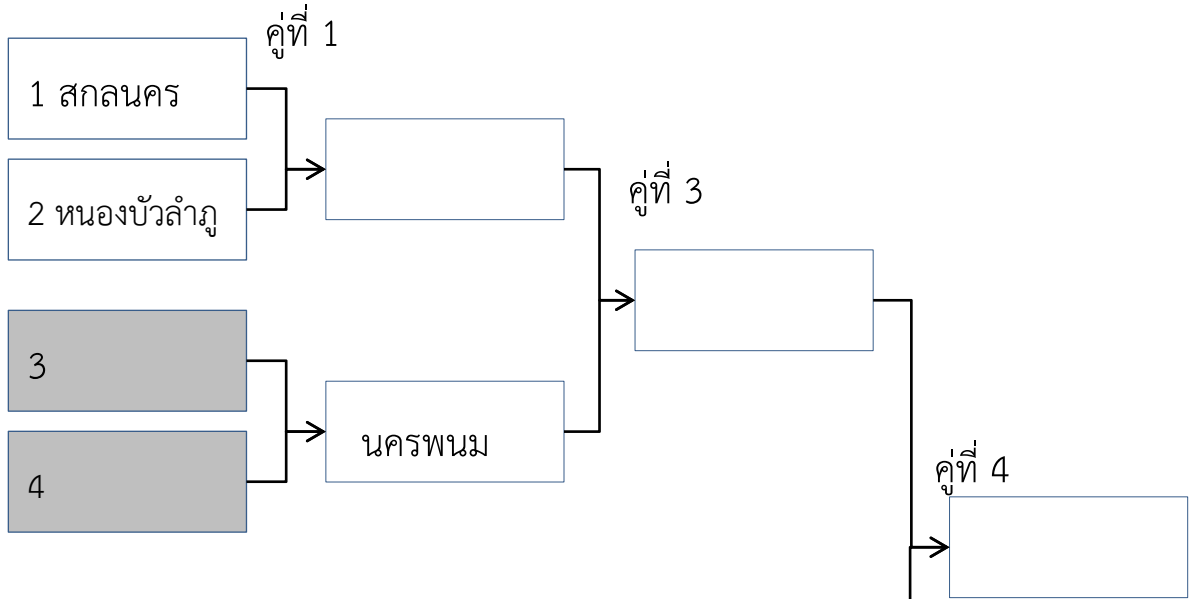 คู่ที่ 1
1 สกลนคร
2 หนองบัวลำภู
คู่ที่ 3
3
นครพนม
4
คู่ที่ 4